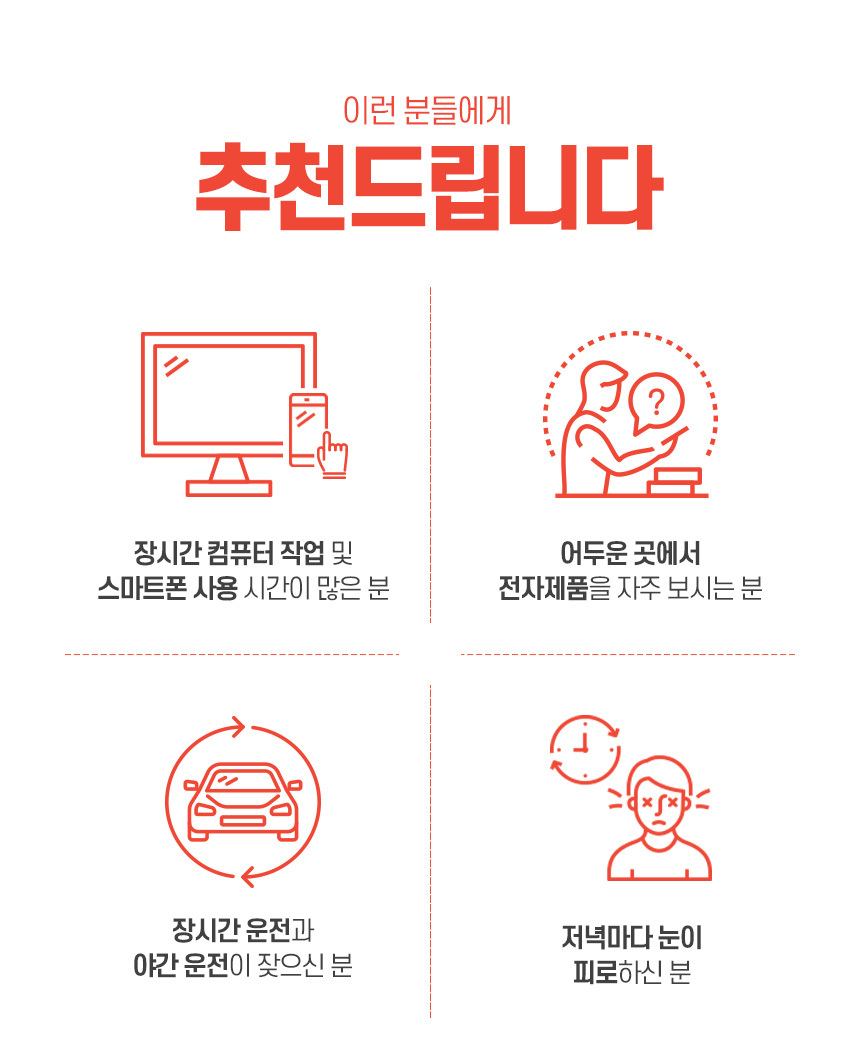 이런 분들에게
추천드립니다
?
장시간 컴퓨터 작업 및
스마트폰 사용 시간이 많은 분
어두운 곳에서
전자제품을 자주 보시는 분
장시간 운전과
야간 운전이 잦으신 분
저녁마다 눈이
피로하신 분